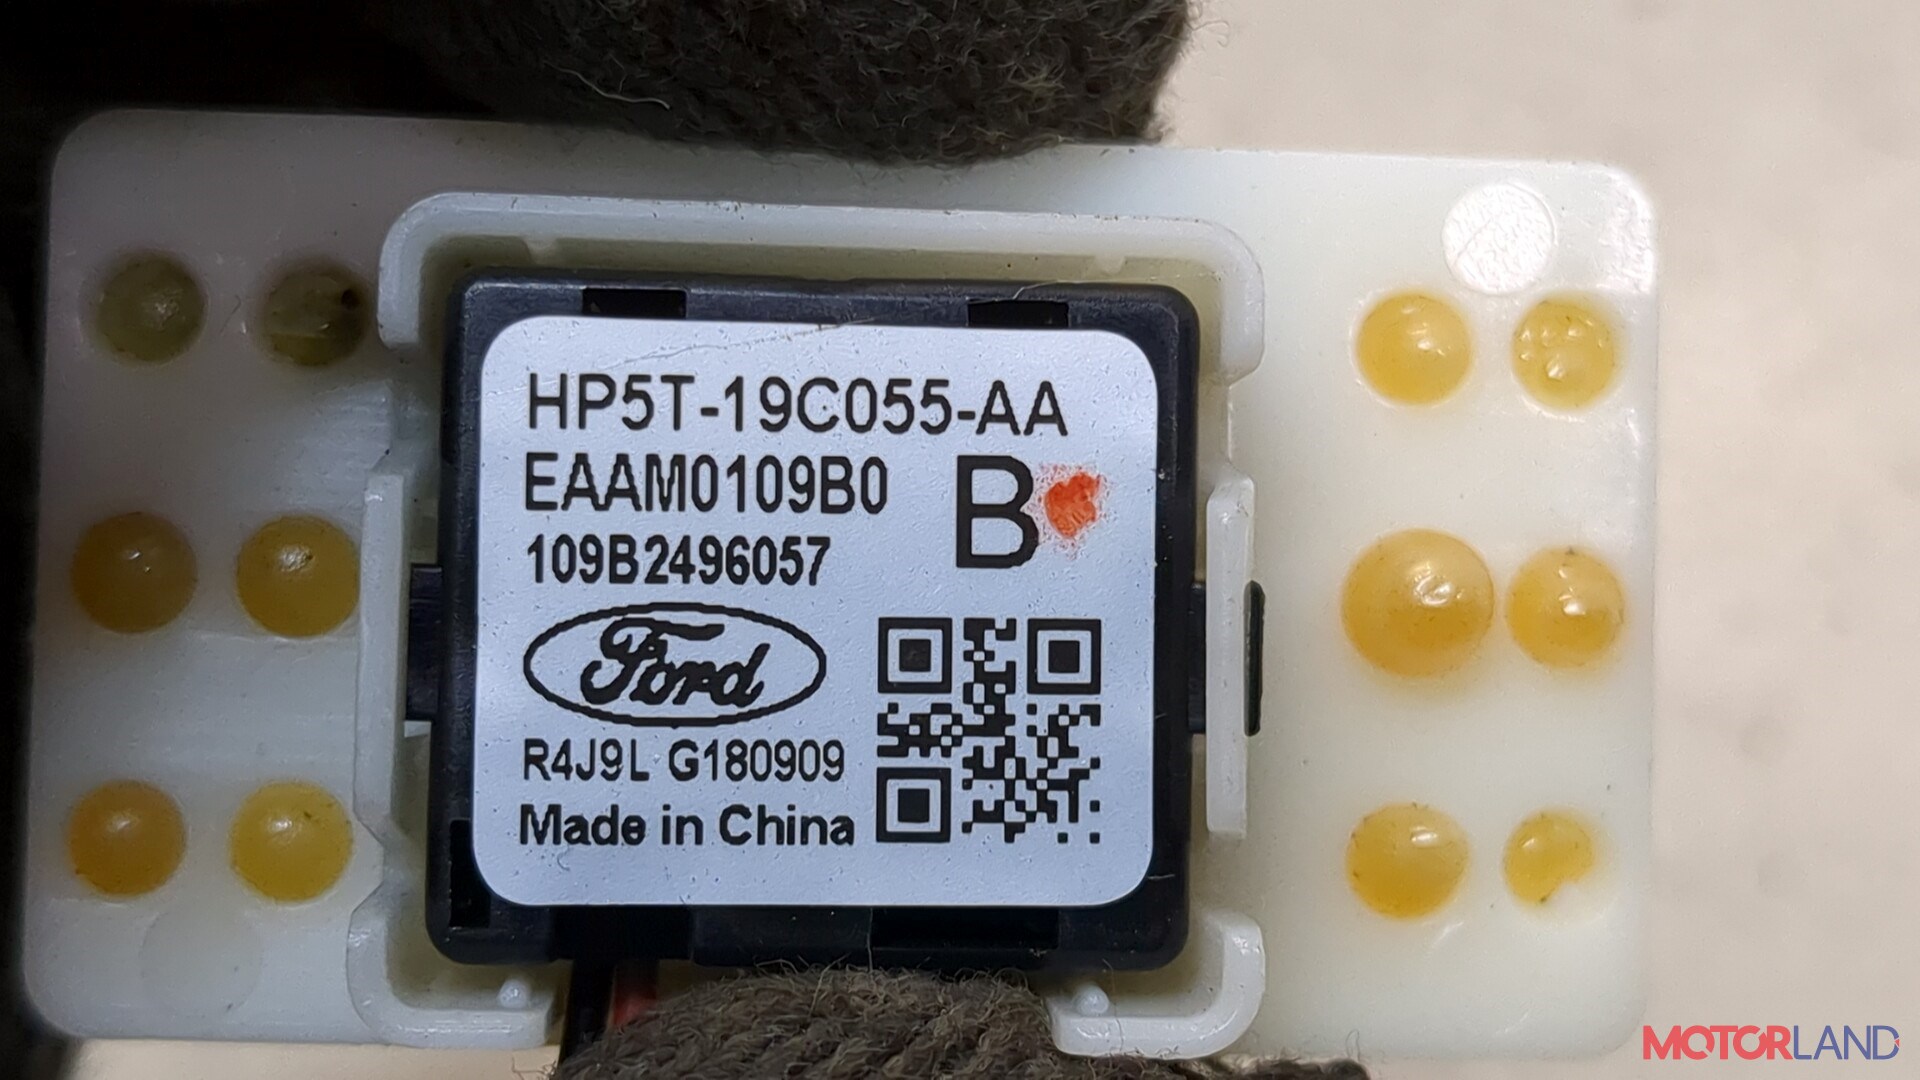 HP5T-19C055-AA
EAAM0109B0
B
109B2496057
Ford
R4J9L G180909
Made in China
MOTORLAND